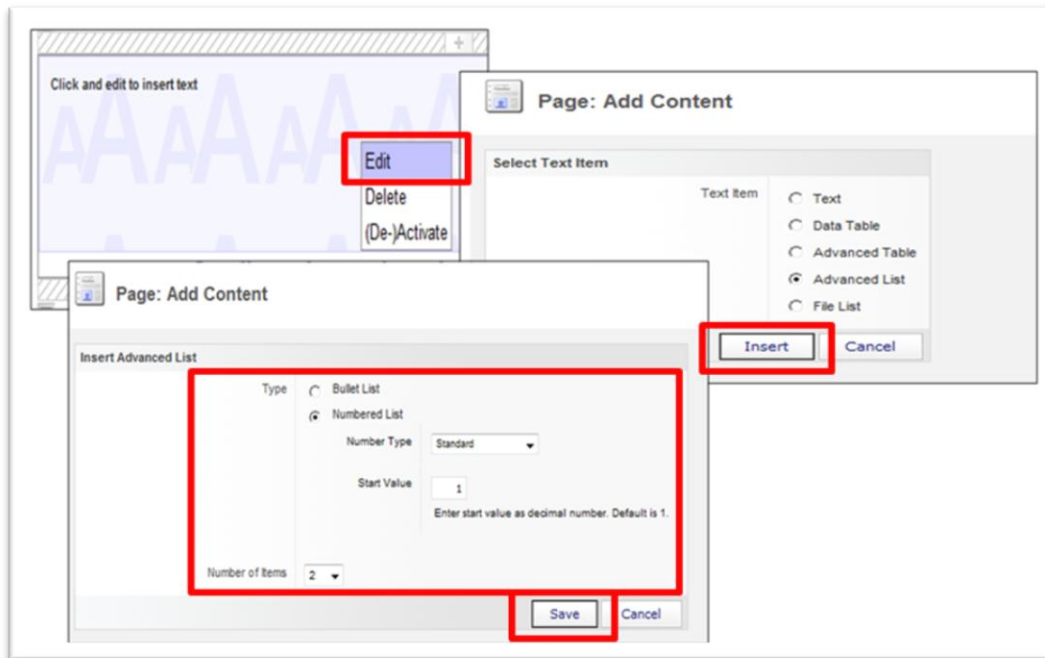 Click and edit to insert text
Edit
Delete
(De-)Activate
Page: Add Content
Select Text Item
Text Item
Text
Data Table
Advanced Table
Advanced List
File List
Insert
Cancel
Page: Add Content
Insert Advanced List
Type
Bullet List
Numbered List
Number Type
Standard
Start Value
1
Enter start value as decimal number. Default is 1.
Number of Items
2
Save
Cancel